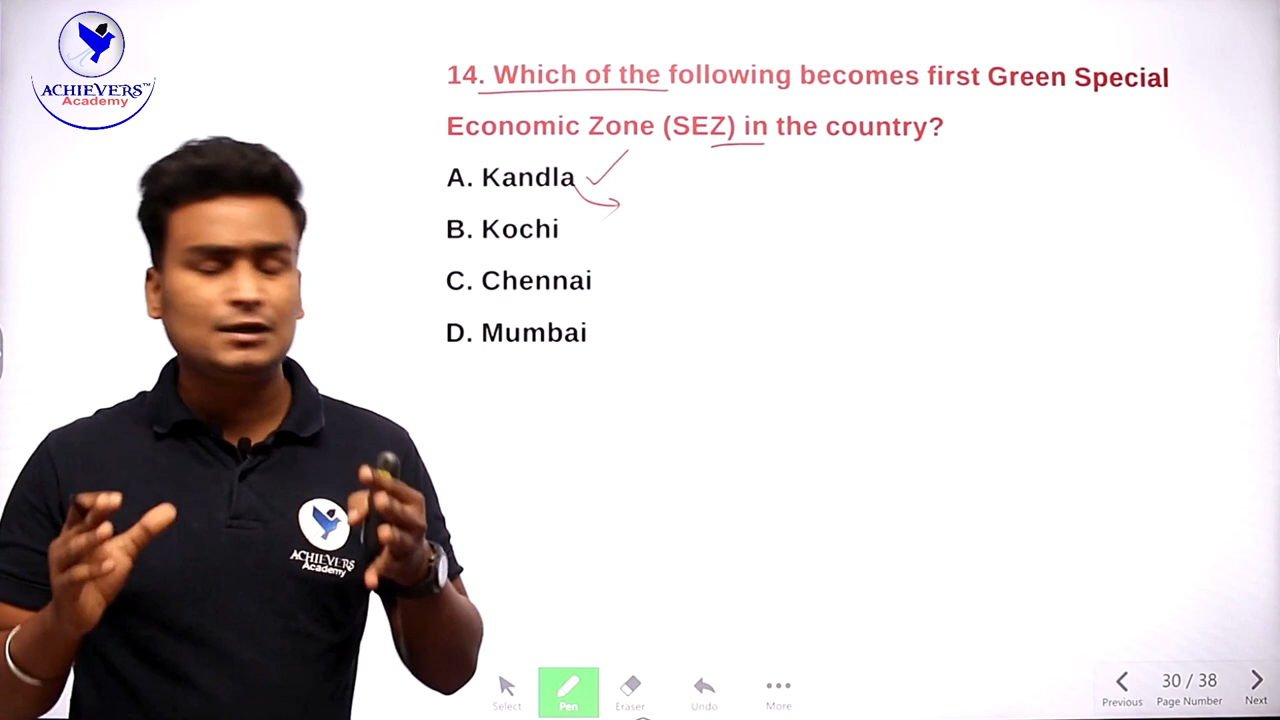 ACHIEVERS™
Academy
14. Which of the following becomes first Green Special
Economic Zone (SEZ) in the country?
A. Kandla
B. Kochi
C. Chennai
D. Mumbai
ACHIEVERS
Academy
Select
Pen
Eraser
Undo
More
Previous
30 / 38
Page Number
Next